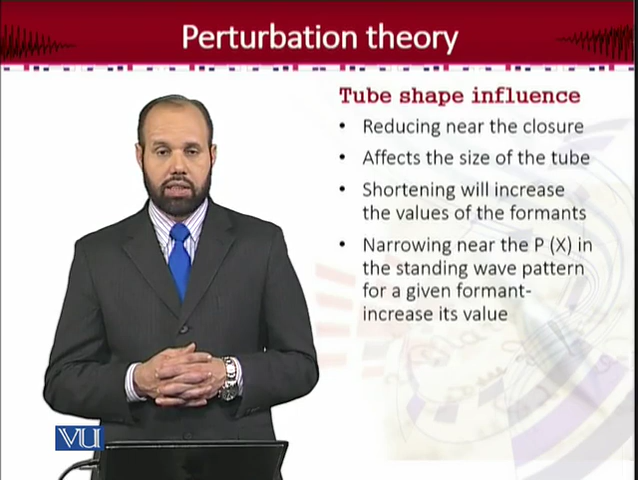 Perturbation theory
Tube shape influence
• Reducing near the closure
• Affects the size of the tube
• Shortening will increase
the values of the formants
• Narrowing near the P (X) in
the standing wave pattern
for a given formant-
increase its value
VU